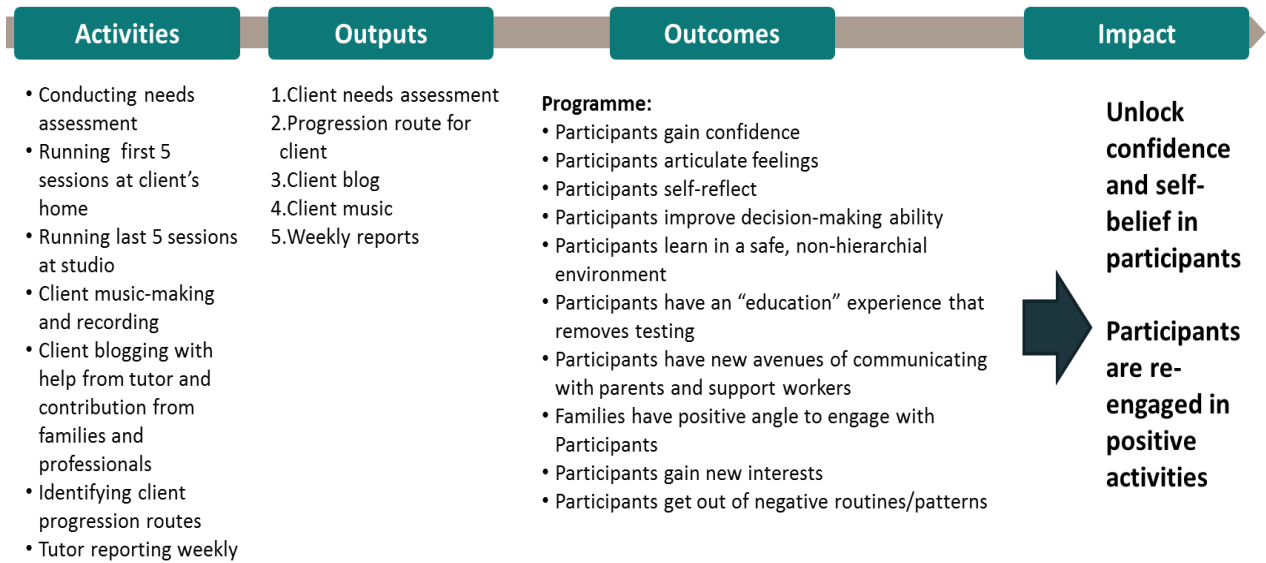 Activities
Outputs
Outcomes
Impact
• Conducting needs
assessment
• Running first 5
sessions at client's
home
• Running last 5 sessions
at studio
• Client music-making
and recording
• Client blogging with
help from tutor and
contribution from
families and
professionals
• Identifying client
progression routes
• Tutor reporting weekly
1.Client needs assessment
2.Progression route for
client
3.Client blog
4.Client music
5.Weekly reports
Programme:
• Participants gain confidence
• Participants articulate feelings
• Participants self-reflect
• Participants improve decision-making ability
• Participants learn in a safe, non-hierarchial
environment
• Participants have an “education” experience that
removes testing
• Participants have new avenues of communicating
with parents and support workers
• Families have positive angle to engage with
Participants
• Participants gain new interests
• Participants get out of negative routines/patterns
Unlock
confidence
and self-
belief in
participants
Participants
are re-
engaged in
positive
activities